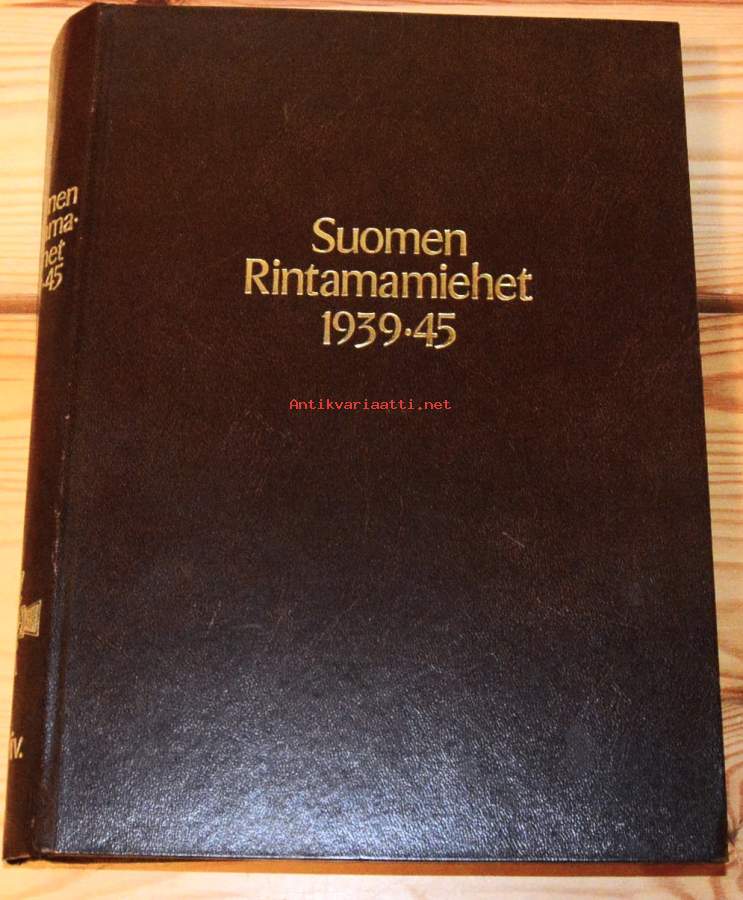 Suomen
Rintamamiehet
1939·45
Antikvariaatti.net